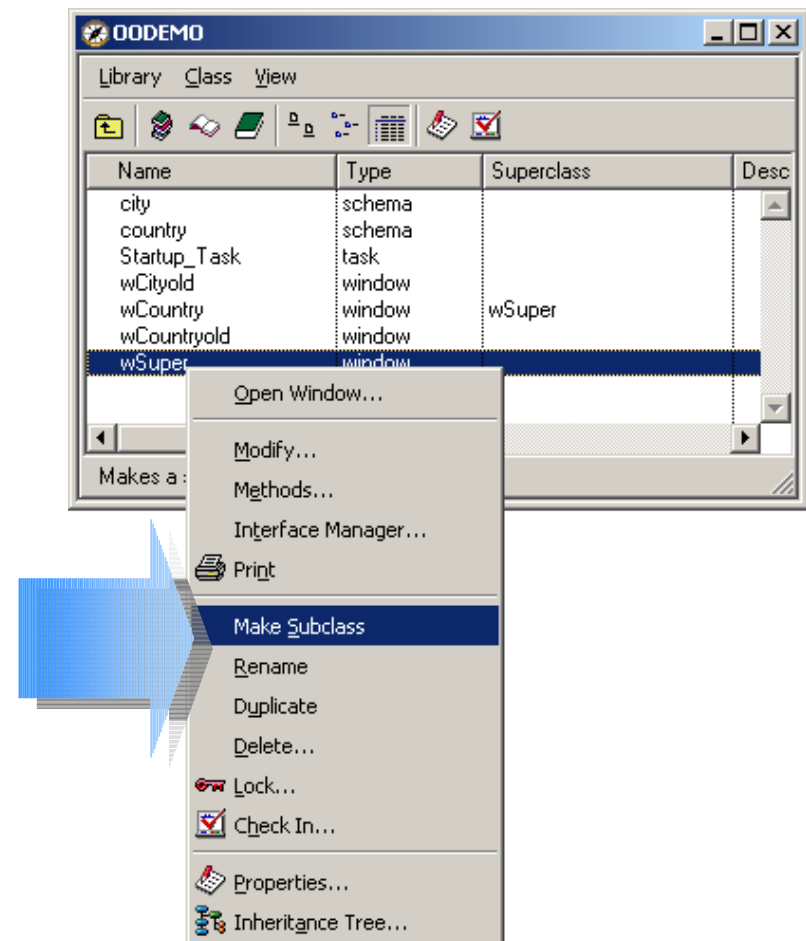 OODEMO
Library Class View
Name Type Superclass Desc
city schema
country schema
Startup_Task task
wCityold window
wCountry window wSuper
wCountryold window
wSuper window
Open Window...
Makes a
Modify...
Methods...
Interface Manager...
Print
Make Subclass
Rename
Duplicate
Delete...
Lock...
Check In...
Properties...
Inheritance Tree...